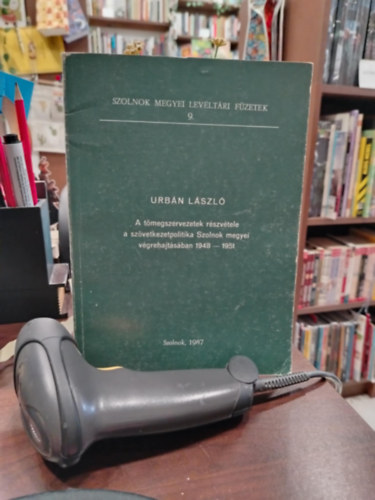 SZOLNOK MEGYEI LEVÉLTÁRI FÜZETEK
9.
URBÁN LÁSZLÓ
A tömegszervezetek részvétele
a szövetkezetpolitika Szolnok megyei
végrehajtásában 1948 — 1951
Szolnok, 1987